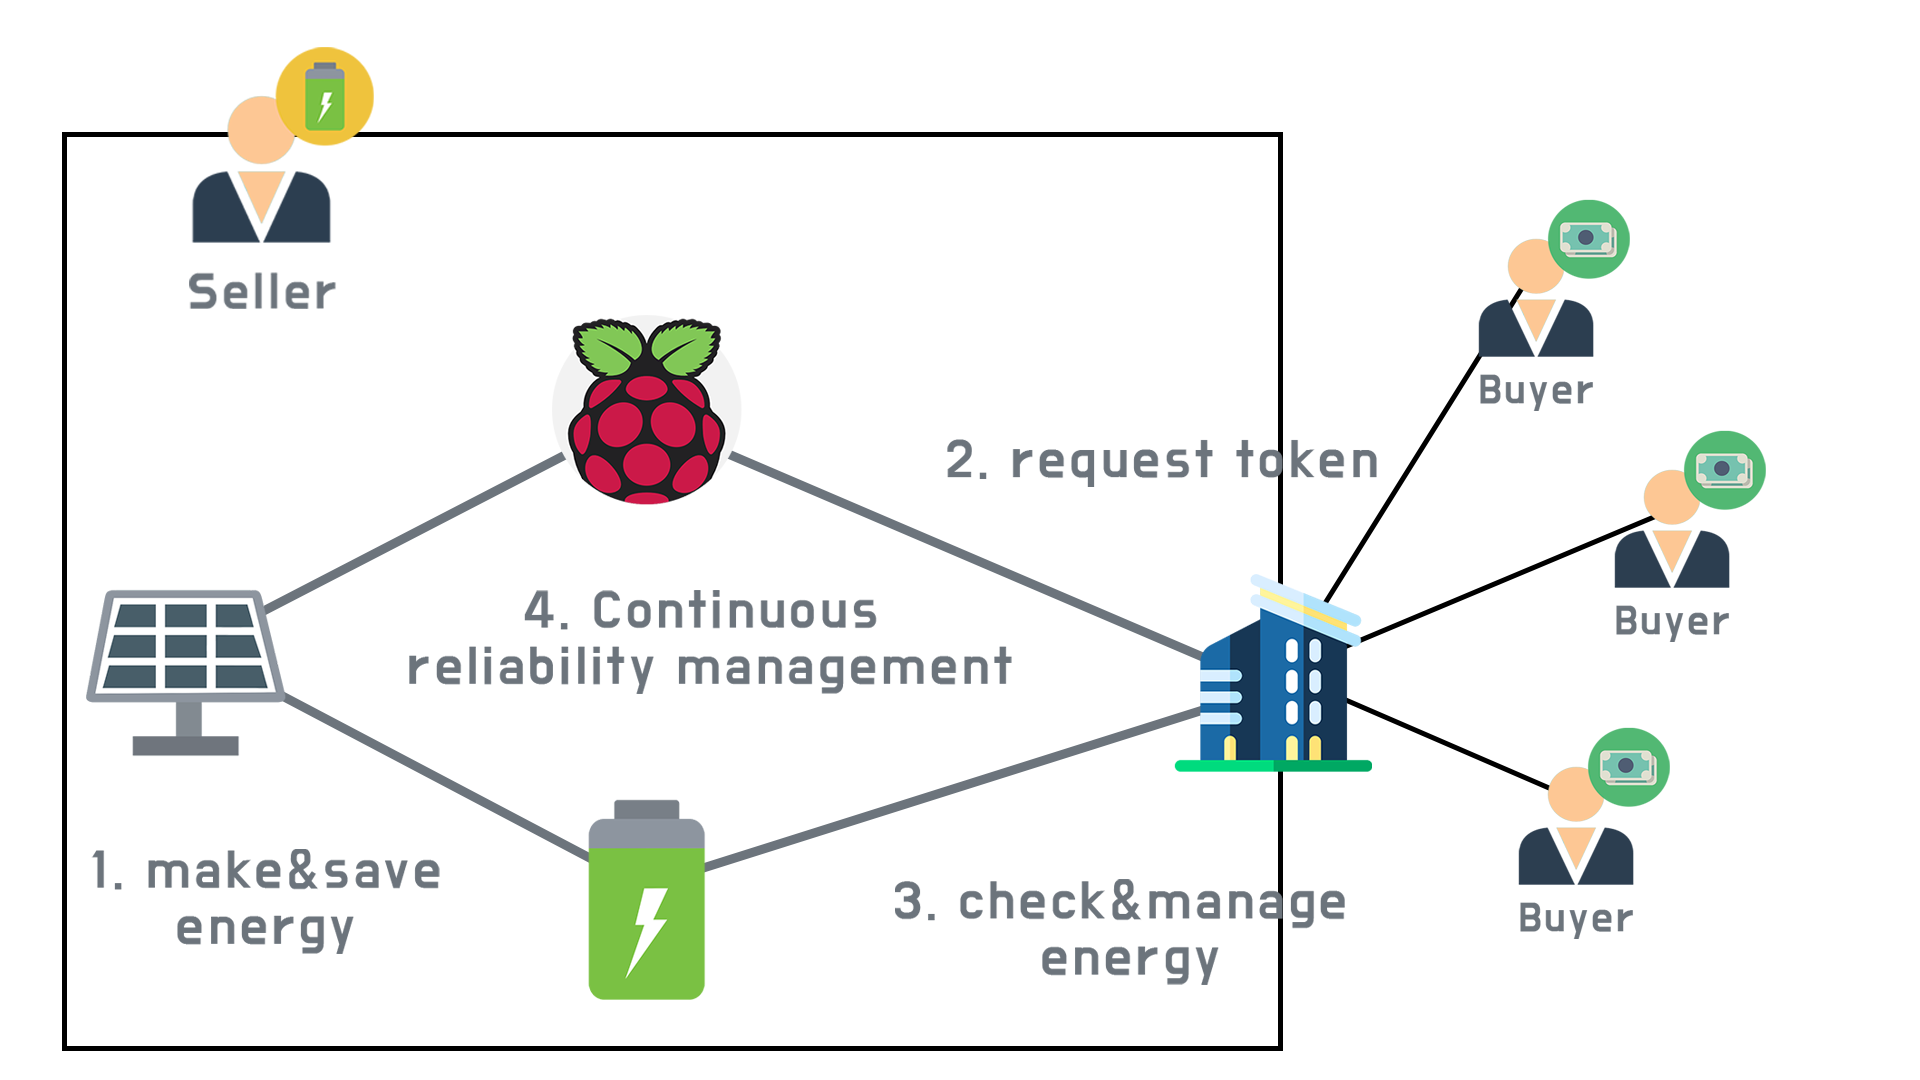 Seller
Buyer
2. request token
4. Continuous
reliability management
Buyer
1. make&save
energy
3. check&manage
energy
Buyer